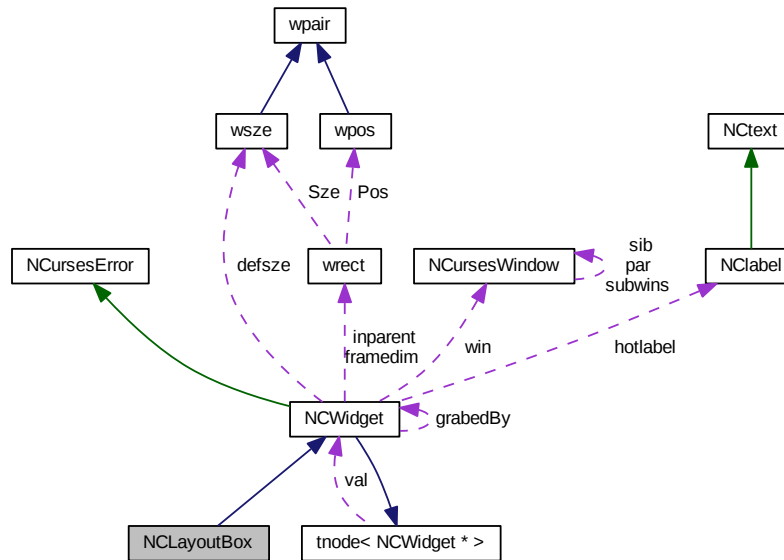 wpair
wsze
wpos
NCtext
Sze
Pos
NCursesError
defsze
wrect
NCursesWindow
sib
par
subwins
NClabel
inparent
framedim
win
hotlabel
NCWidget
grabedBy
val
NCLayoutBox
tnode< NCWidget * >